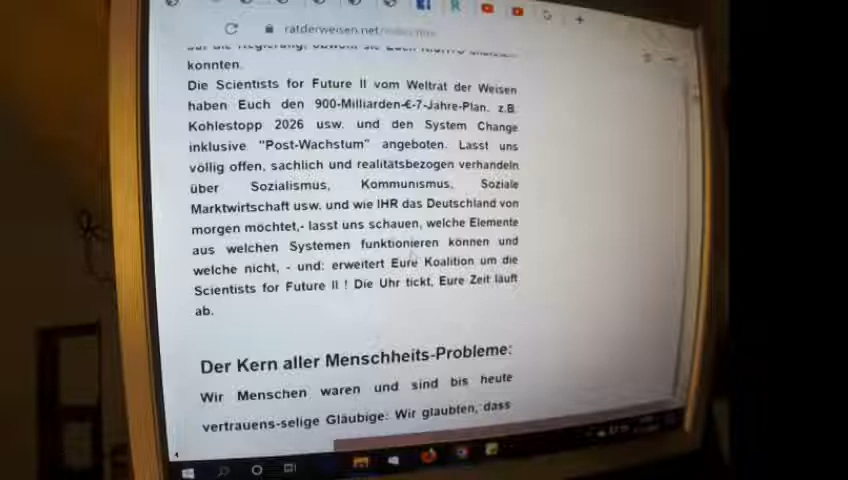 ratderweisen.net/index.htm
konnten.
Die Scientists for Future II vom Weltrat der Weisen
haben Euch den 900-Milliarden-€-7-Jahre-Plan, z.B.
Kohlestopp 2026 usw. und den System Change
inklusive "Post-Wachstum" angeboten. Lasst uns
völlig offen, sachlich und realitätsbezogen verhandeln
über Sozialismus, Kommunismus, Soziale
Marktwirtschaft usw. und wie IHR das Deutschland von
morgen möchtet,- lasst uns schauen, welche Elemente
aus welchen Systemen funktionieren können und
welche nicht, - und: erweitert Eure Koalition um die
Scientists for Future II ! Die Uhr tickt, Eure Zeit läuft
ab.
Der Kern aller Menschheits-Probleme:
Wir Menschen waren und sind bis heute
vertrauens-selige Gläubige: Wir glaubten, dass